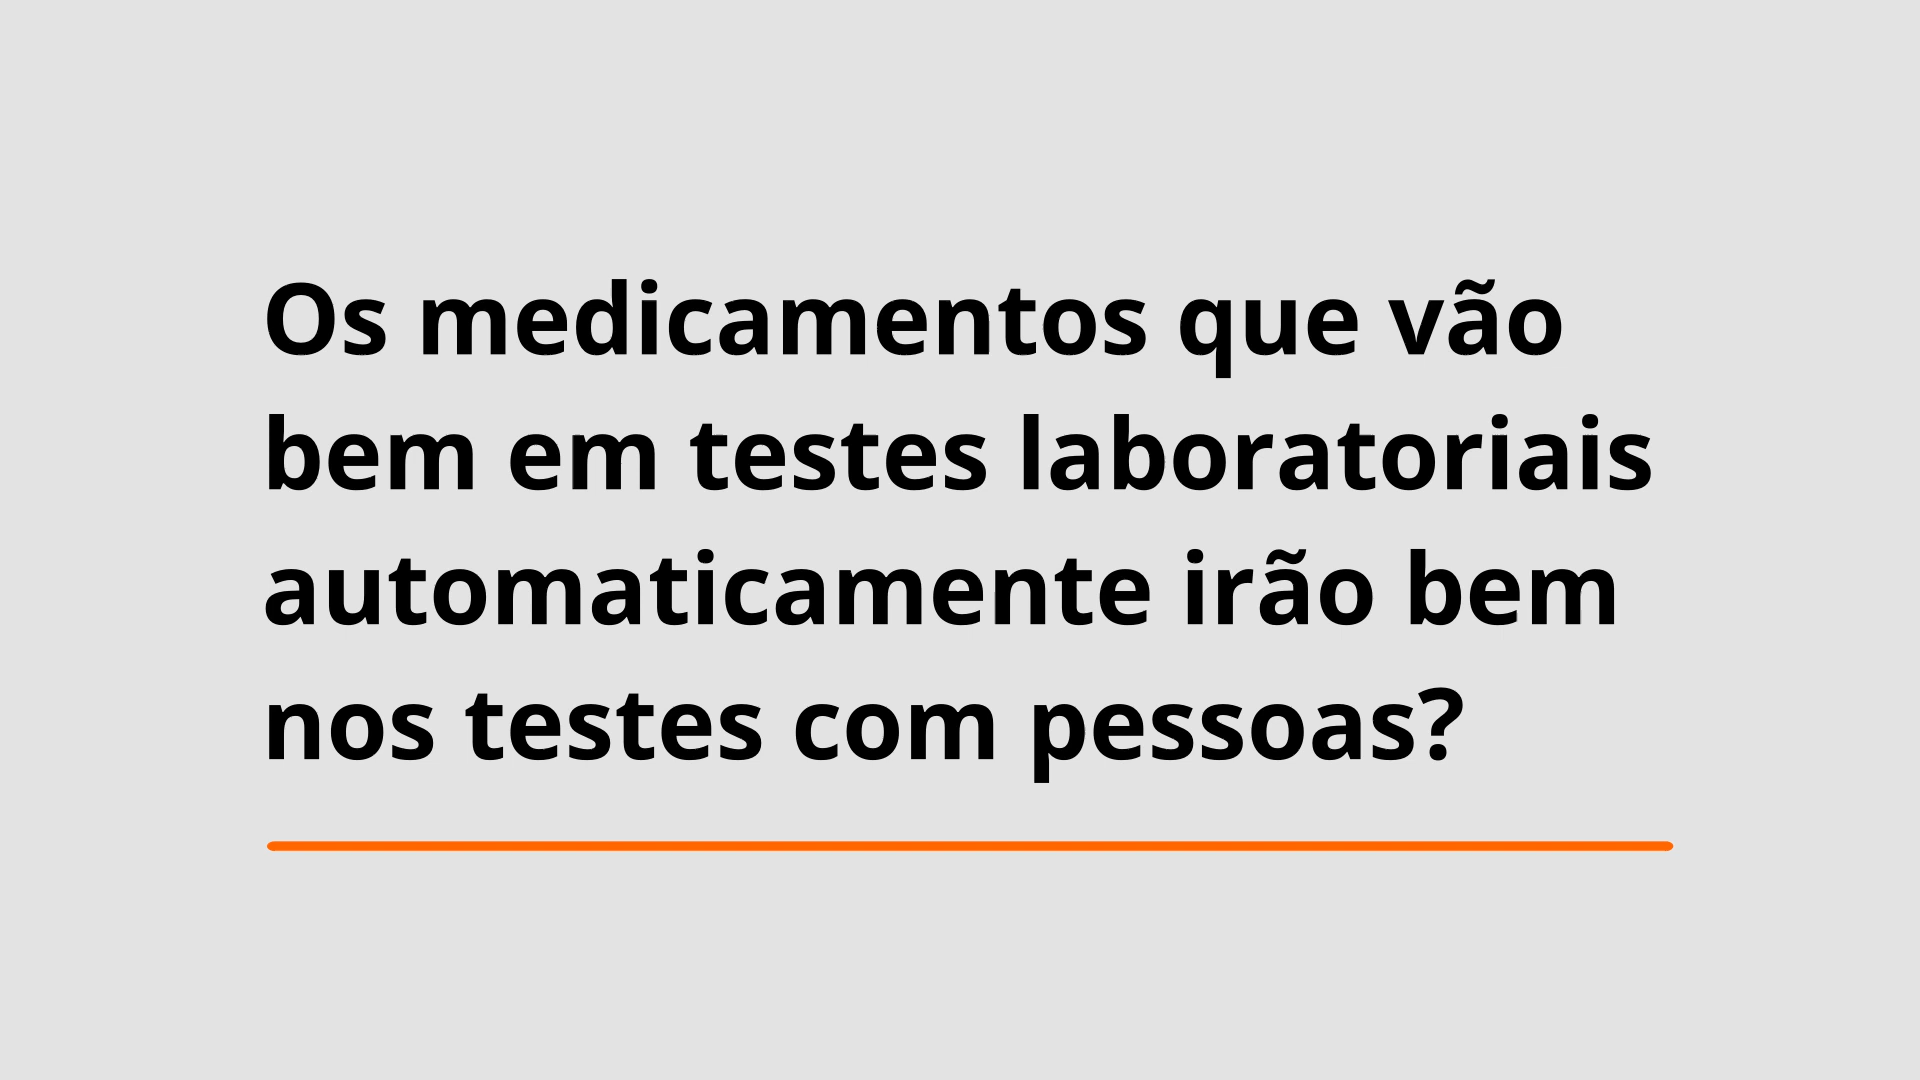 Os medicamentos que vão
bem em testes laboratoriais
automaticamente irão bem
nos testes com pessoas?